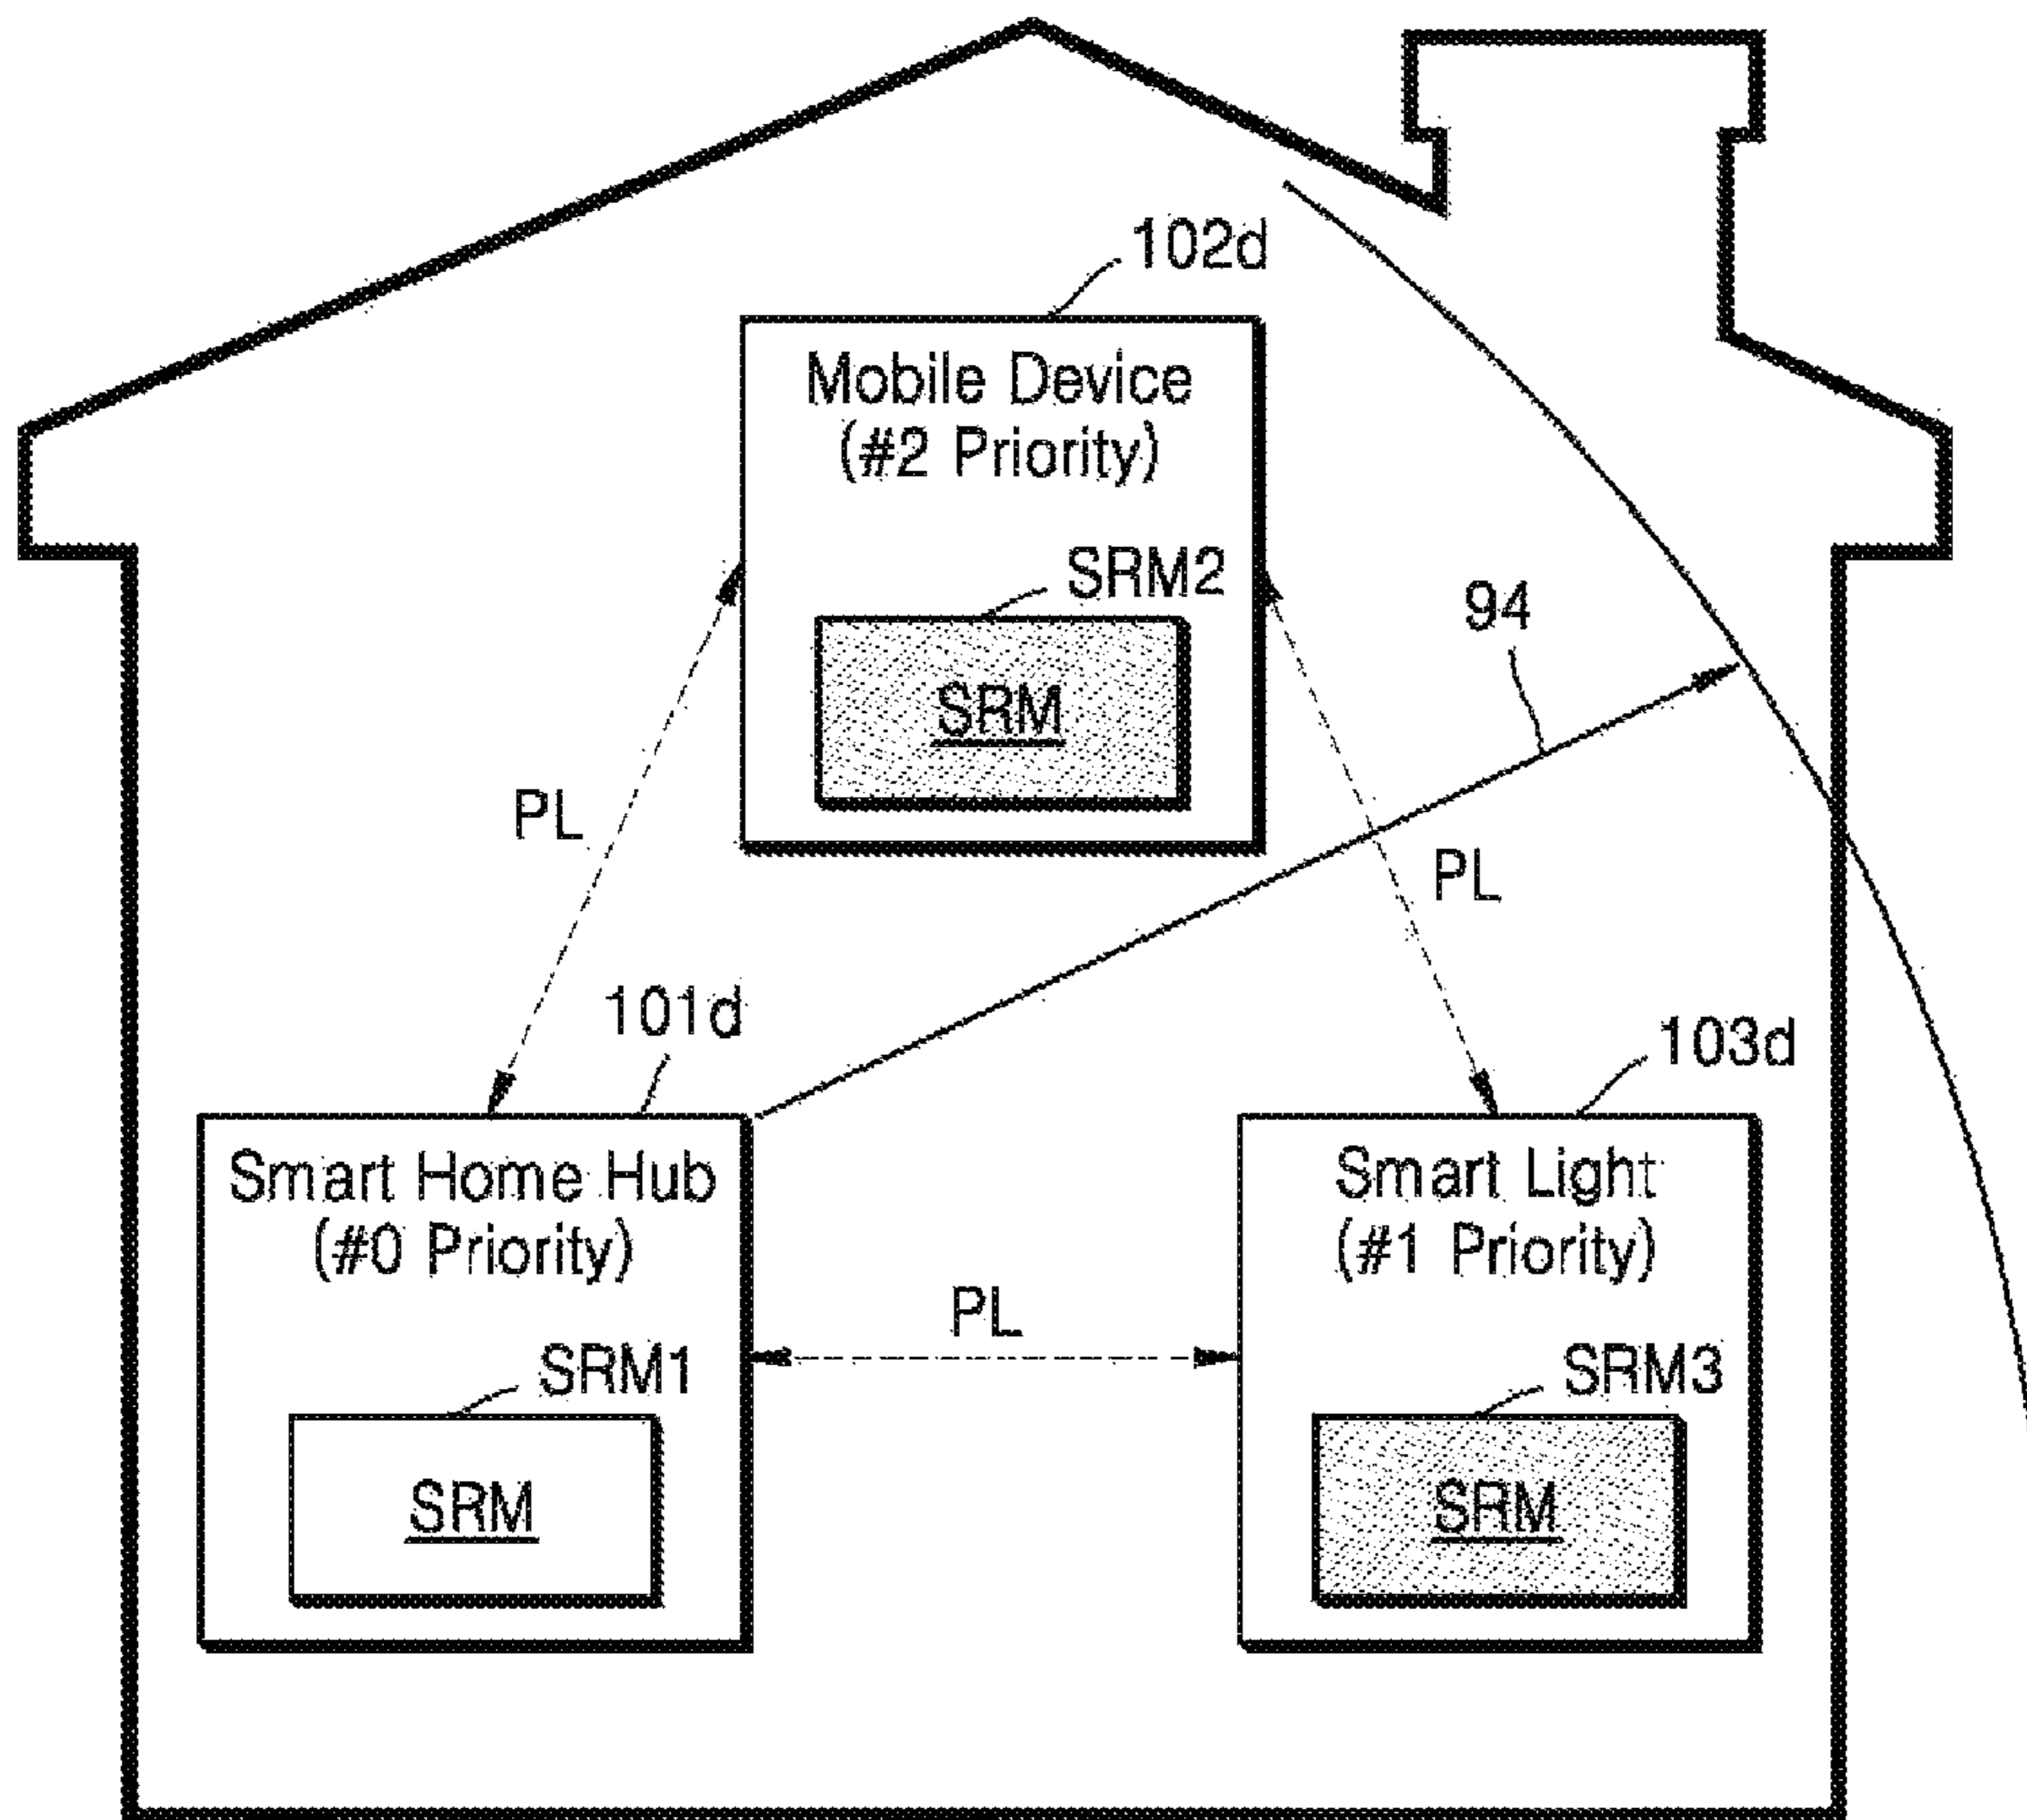 102d
Mobile Device
(#2 Priority)
SRM2
SRM
94
PL
PL
101d
103d
Smart Home Hub
(#0 Priority)
Smart Light
(#1 Priority)
PL
SRM1
SRM3
SRM
SRM